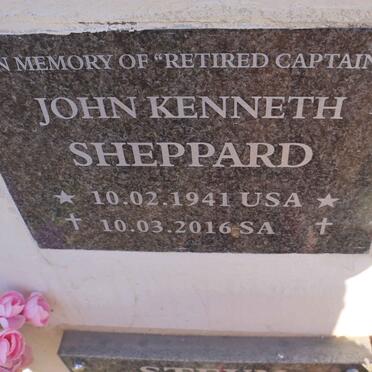 N MEMORY OF "RETIRED CAPTAIN
JOHN KENNETH
SHEPPARD
★ 10.02.1941 USA ★
✝ 10.03.2016 SA ✝